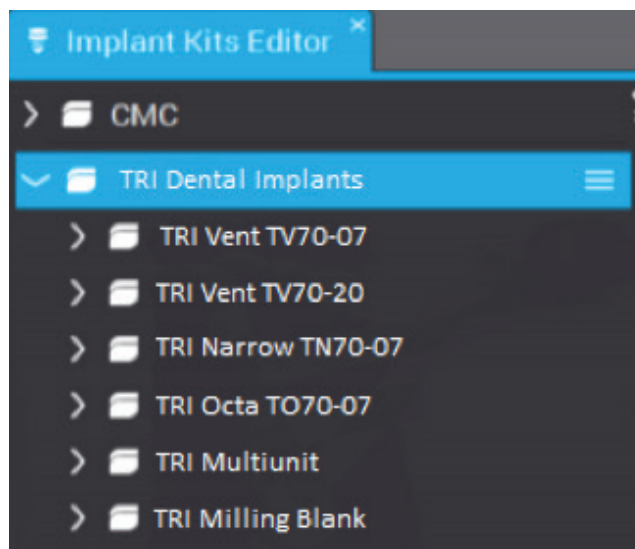 Implant Kits Editor
CMC
TRI Dental Implants
TRI Vent TV70-07
TRI Vent TV70-20
TRI Narrow TN70-07
TRI Octa TO70-07
TRI Multiunit
TRI Milling Blank